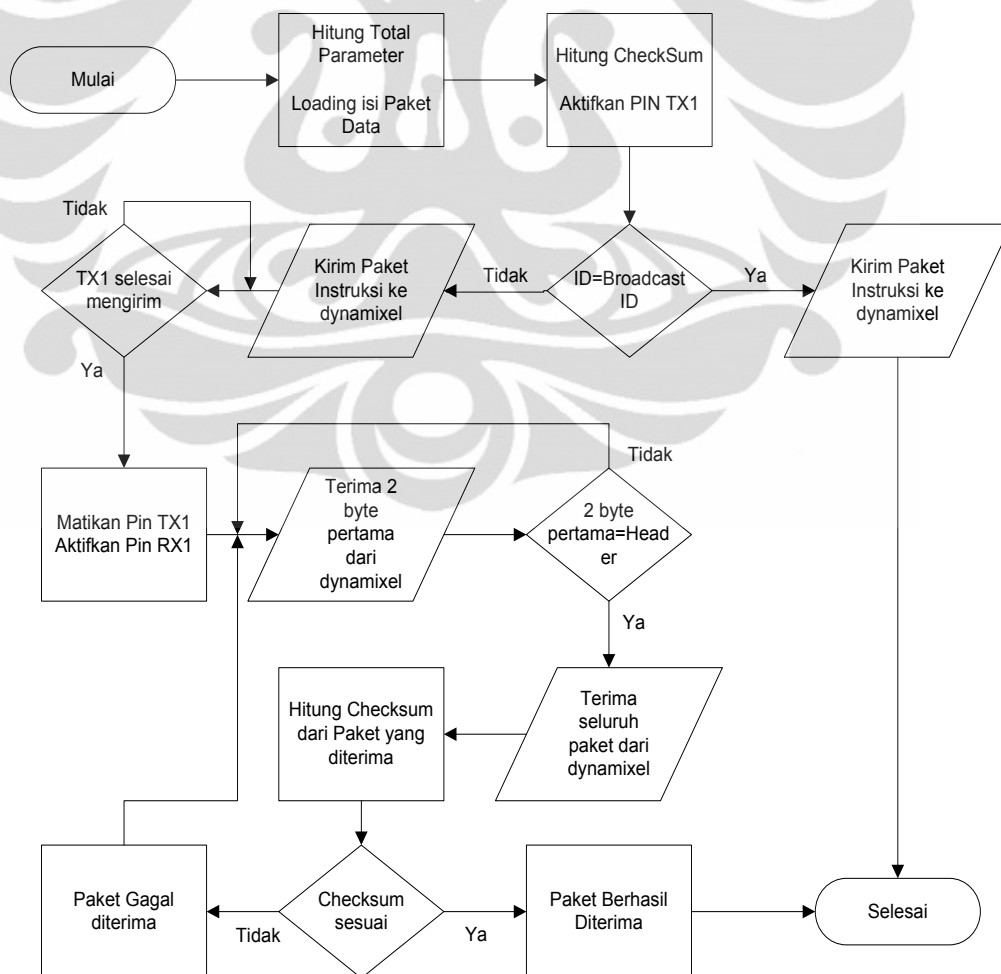 Mulai
Hitung Total
Parameter
Loading isi Paket
Data
Hitung CheckSum
Aktifkan PIN TX1
Tidak
TX1 selesai
mengirim
Kirim Paket
Instruksi ke
dynamixel
Tidak
ID=Broadcast
ID
Ya
Kirim Paket
Instruksi ke
dynamixel
Ya
Tidak
Matikan Pin TX1
Aktifkan Pin RX1
Terima 2
byte
pertama
dari
dynamixel
2 byte
pertama=Head
er
Ya
Hitung Checksum
dari Paket yang
diterima
Terima
seluruh
paket dari
dynamixel
Paket Gagal
diterima
Tidak
Checksum
sesuai
Ya
Paket Berhasil
Diterima
Selesai